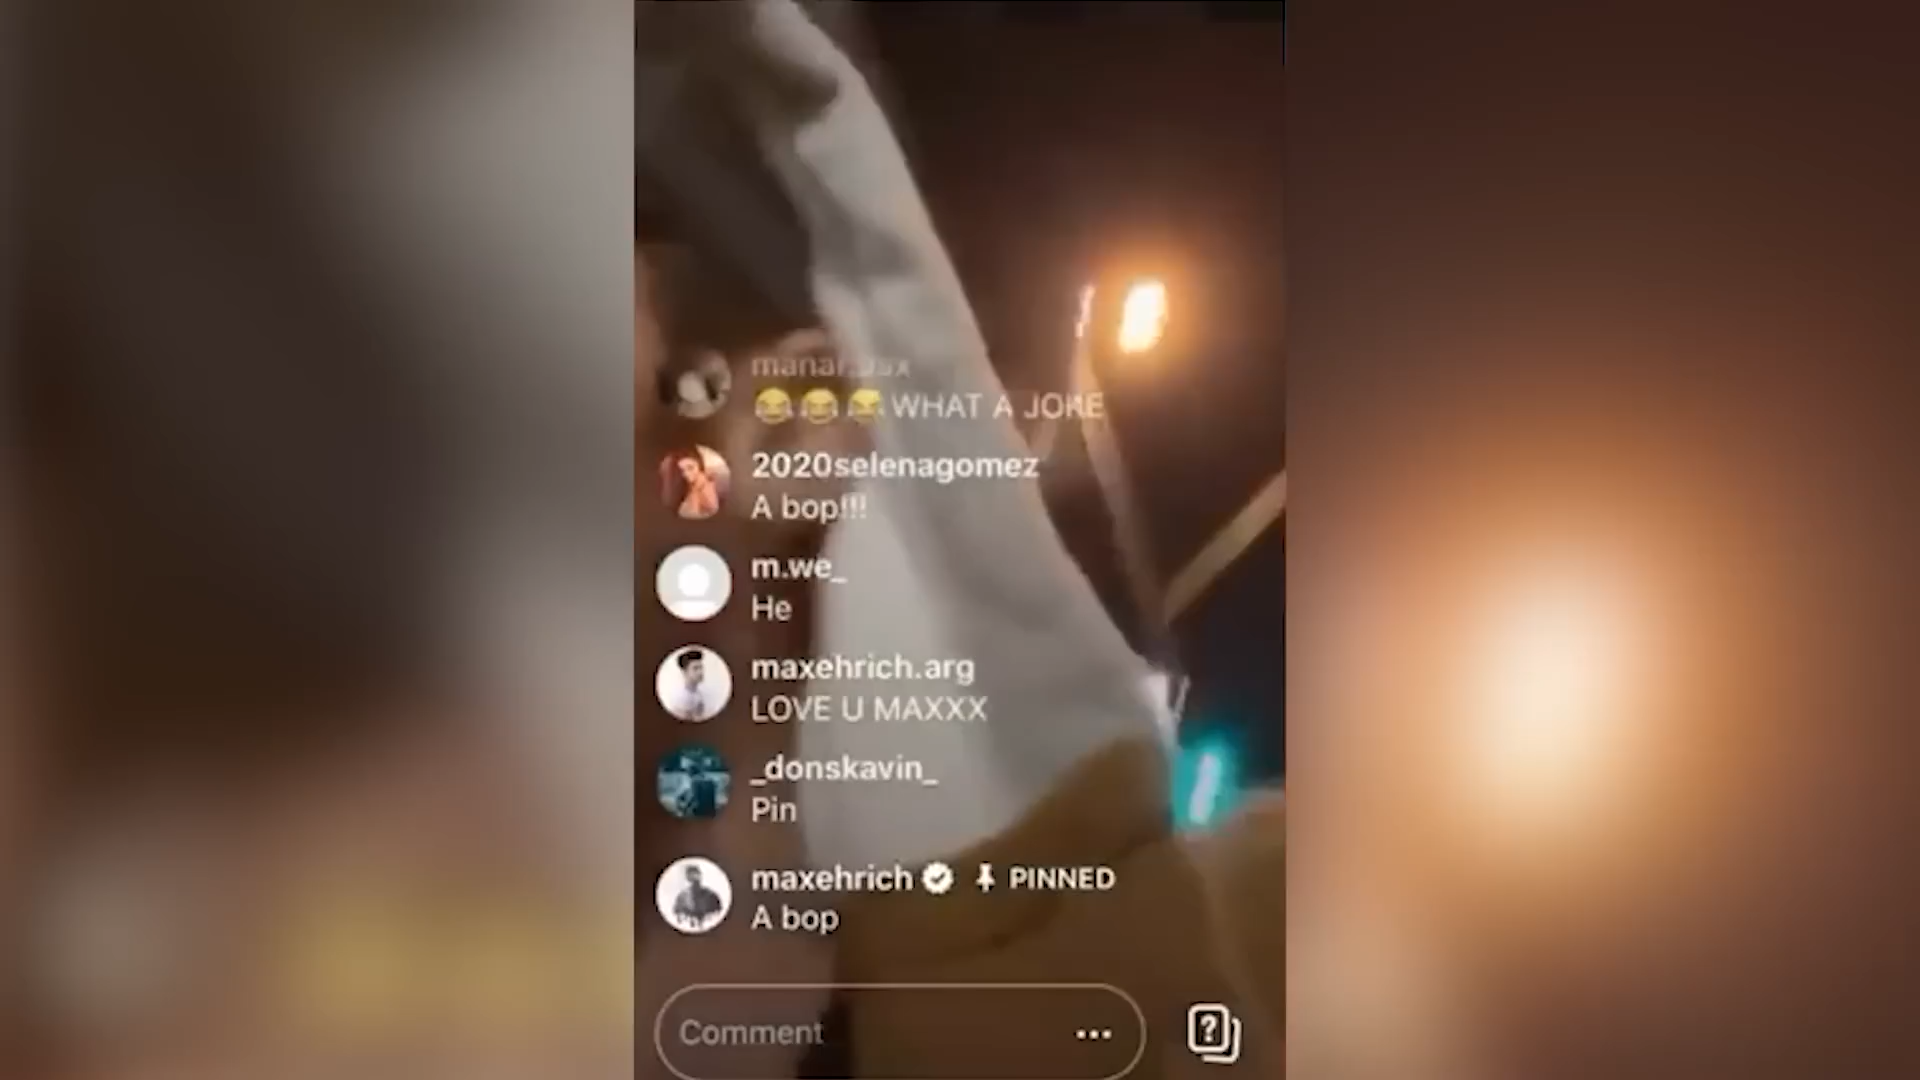 😂😂😂 WHAT A JOKE
2020selenagomez
A bop!!!
m.we_
He
maxehrich.arg
LOVE U MAXXX
_donskavin_
Pin
maxehrich PINNED
A bop
Comment